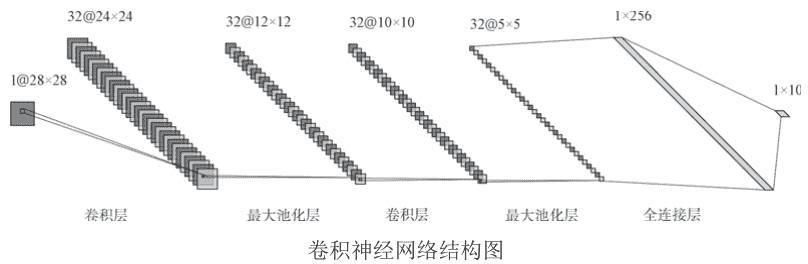 32@24×24
32@12×12
32@10×10
32@5×5
1×256
1@28×28
1×10
卷积层
最大池化层
卷积层
最大池化层
全连接层
卷积神经网络结构图